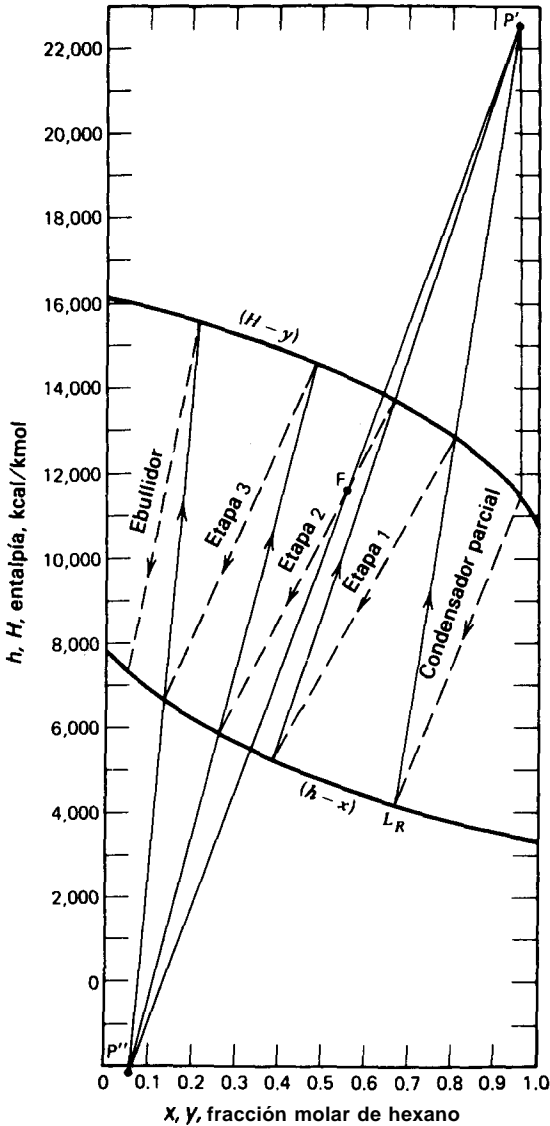 P'
22,000
20,000
18,000
16,000
14,000
12,000
10,000
8,000
6,000
4,000
2,000
0
h, H, entalpía, kcal/kmol
(H-y)
F
Ebullidor
Etapa 3
Etapa 2
Etapa 1
Condensador parcial
(h-x)
L_R
P''
0 0.1 0.2 0.3 0.4 0.5 0.6 0.7 0.8 0.9 1.0
x, y, fracción molar de hexano